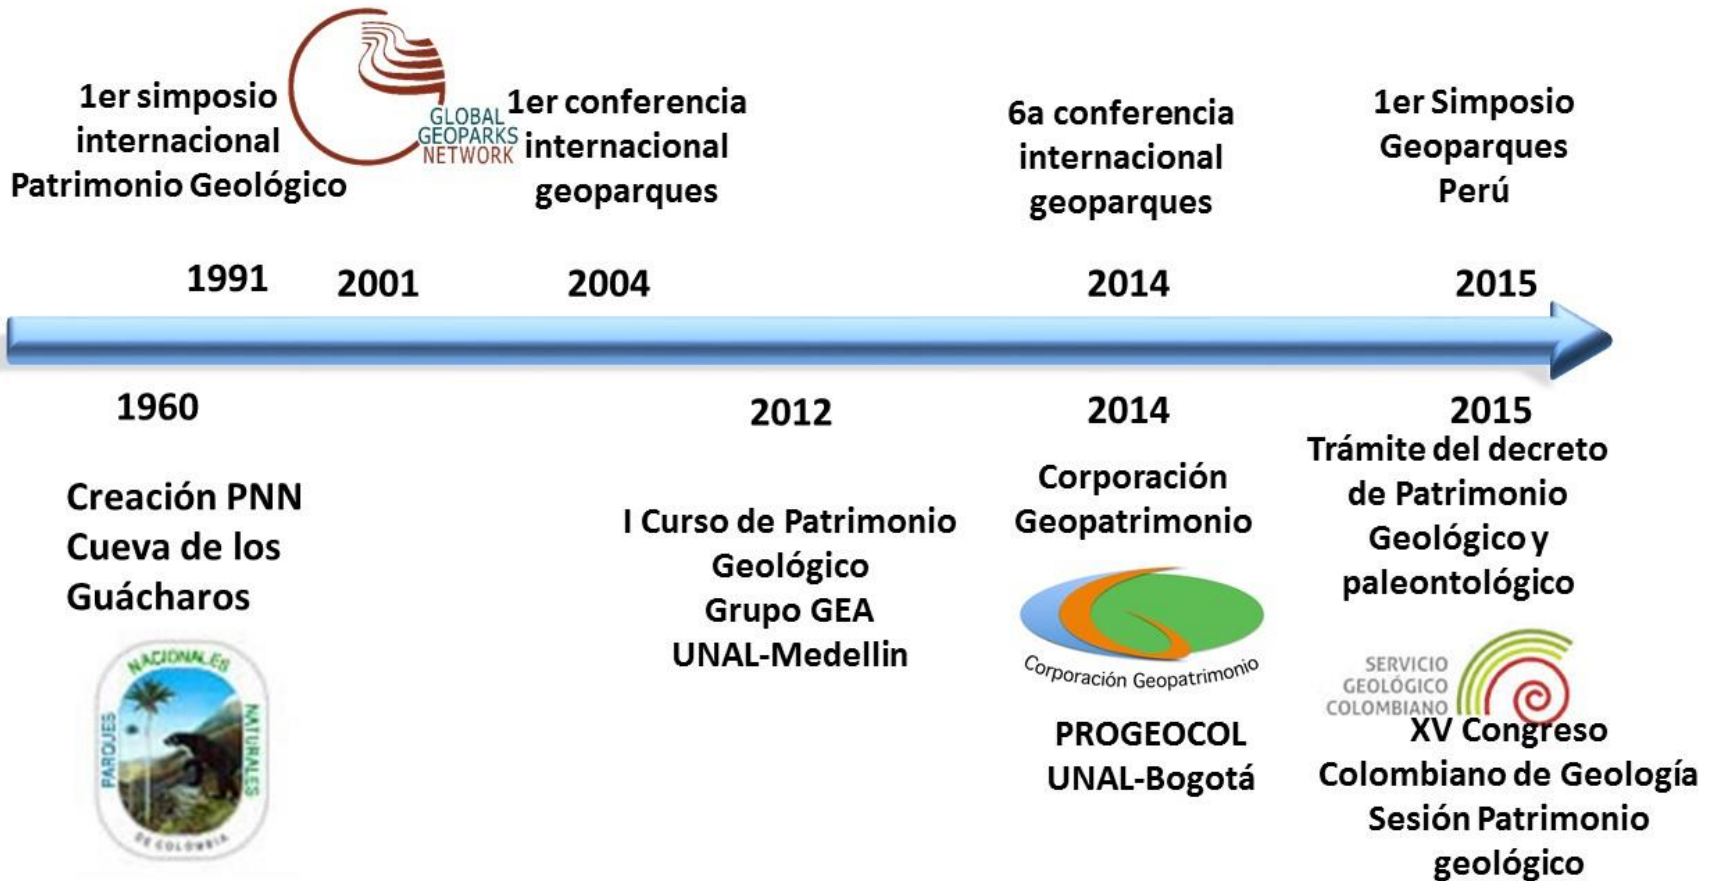 1er simposio
internacional
Patrimonio Geológico
GLOBAL
GEOPARKS
NETWORK
1er conferencia
internacional
geoparques
6a conferencia
internacional
geoparques
1er Simposio
Geoparques
Perú
1991
2001
2004
2014
2015
1960
2012
2014
2015
Creación PNN
Cueva de los
Guácharos
PARQUES
NACIONALES
NATURALES
DE COLOMBIA
I Curso de Patrimonio
Geológico
Grupo GEA
UNAL-Medellin
Corporación
Geopatrimonio
Corporación Geopatrimonio
PROGEOCOL
UNAL-Bogotá
Trámite del decreto
de Patrimonio
Geológico y
paleontológico
SERVICIO
GEOLÓGICO
COLOMBIANO
XV Congreso
Colombiano de Geología
Sesión Patrimonio
geológico